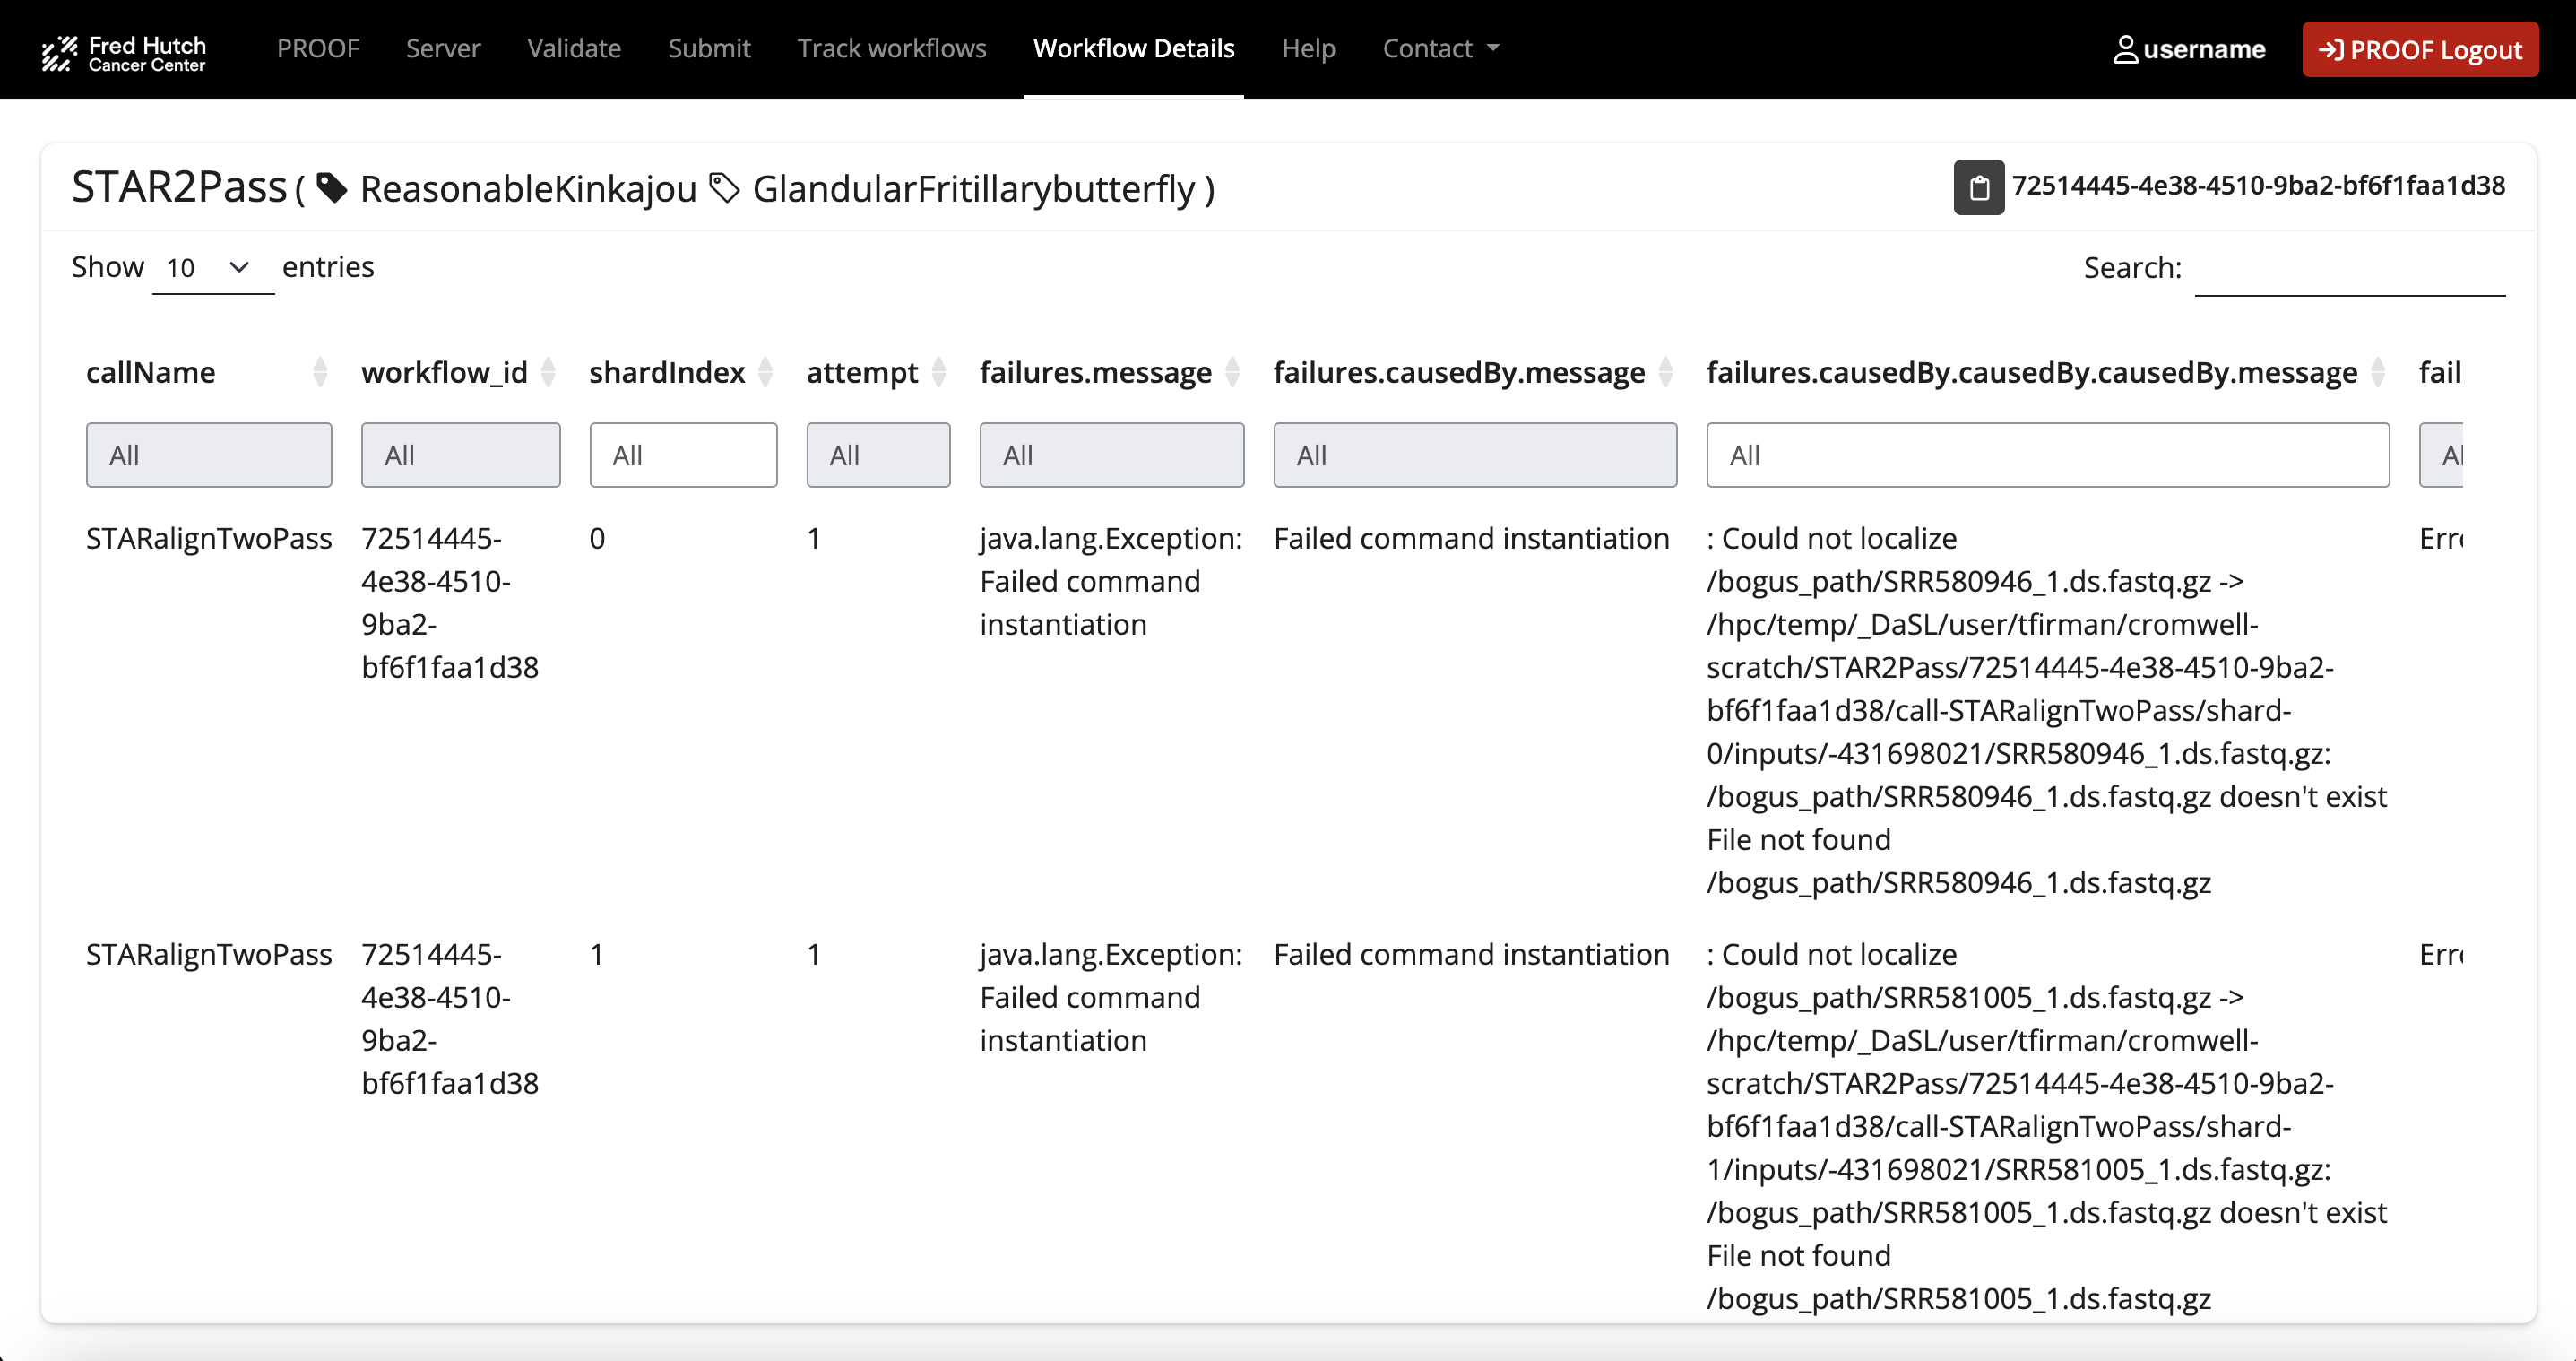 Fred Hutch
Cancer Center
PROOF
Server
Validate
Submit
Track workflows
Workflow Details
Help
Contact
username
PROOF Logout
STAR2Pass ( ReasonableKinkajou GlandularFritillarybutterfly )
72514445-4e38-4510-9ba2-bf6f1faa1d38
Show 10 entries
Search:
callName workflow_id shardIndex attempt failures.message failures.causedBy.message failures.causedBy.causedBy.causedBy.message fail
All All All All All All All
STARalignTwoPass
72514445-
4e38-4510-
9ba2-
bf6f1faa1d38
0
1
java.lang.Exception:
Failed command
instantiation
Failed command instantiation
: Could not localize
/bogus_path/SRR580946_1.ds.fastq.gz ->
/hpc/temp/_DaSL/user/tfirman/cromwell-
scratch/STAR2Pass/72514445-4e38-4510-9ba2-
bf6f1faa1d38/call-STARalignTwoPass/shard-
0/inputs/-431698021/SRR580946_1.ds.fastq.gz:
/bogus_path/SRR580946_1.ds.fastq.gz doesn't exist
File not found
/bogus_path/SRR580946_1.ds.fastq.gz
STARalignTwoPass
72514445-
4e38-4510-
9ba2-
bf6f1faa1d38
1
1
java.lang.Exception:
Failed command
instantiation
Failed command instantiation
: Could not localize
/bogus_path/SRR581005_1.ds.fastq.gz ->
/hpc/temp/_DaSL/user/tfirman/cromwell-
scratch/STAR2Pass/72514445-4e38-4510-9ba2-
bf6f1faa1d38/call-STARalignTwoPass/shard-
1/inputs/-431698021/SRR581005_1.ds.fastq.gz:
/bogus_path/SRR581005_1.ds.fastq.gz doesn't exist
File not found
/bogus_path/SRR581005_1.ds.fastq.gz